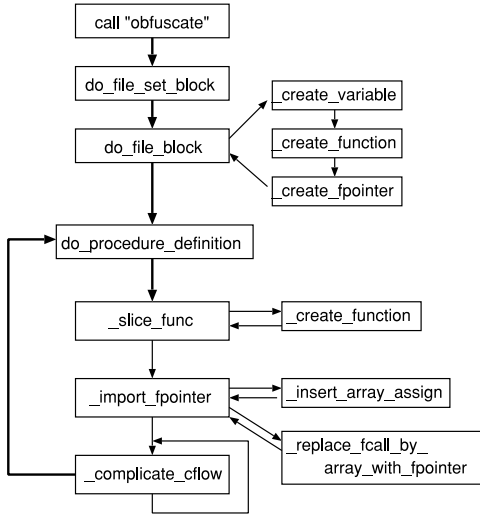 call "obfuscate"
do_file_set_block
do_file_block
_create_variable
_create_function
_create_fpointer
do_procedure_definition
_slice_func
_create_function
_import_fpointer
_insert_array_assign
_replace_fcall_by_
array_with_fpointer
_complicate_cflow